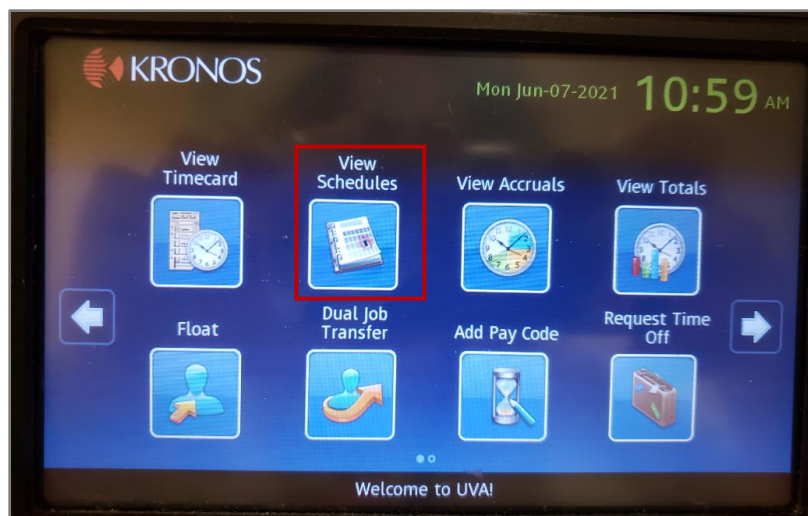 KRONOS
Mon Jun-07-2021 10:59 AM
View
Timecard
View
Schedules
View Accruals
View Totals
Float
Dual Job
Transfer
Add Pay Code
Request Time
Off
Welcome to UVA!